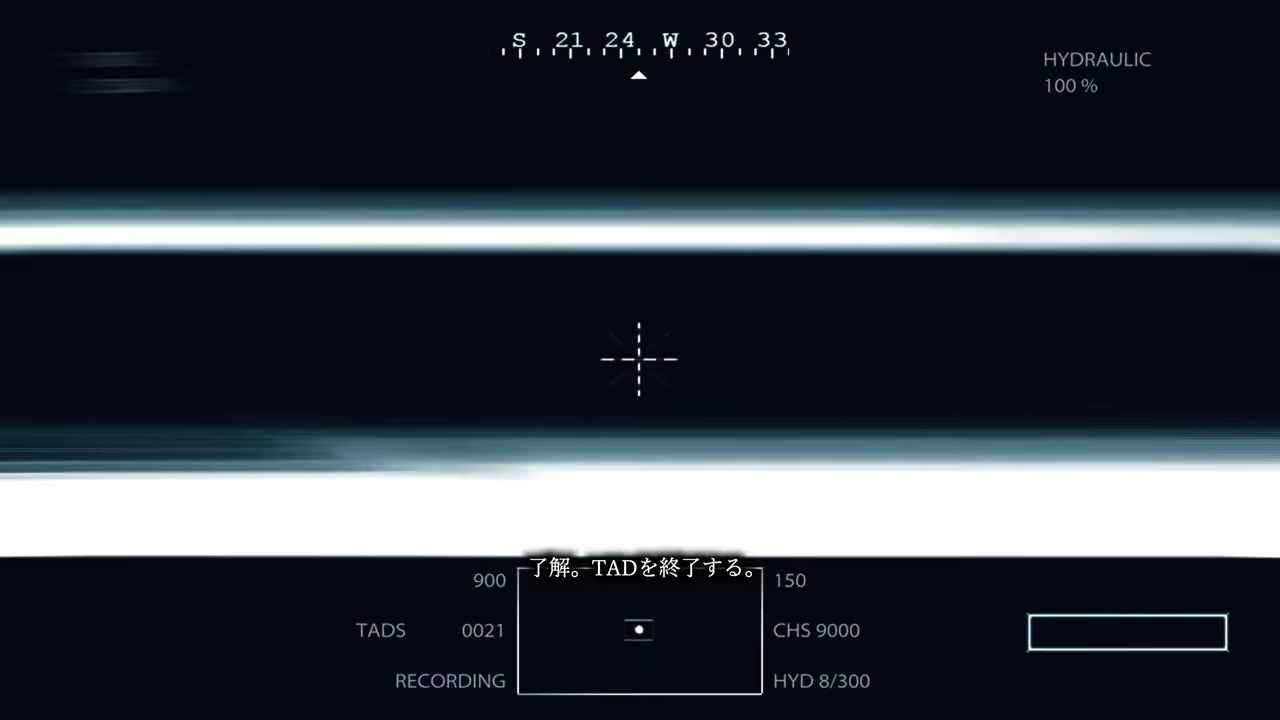 S 21 24 W 30 33
HYDRAULIC
100 %
了解。TADを終了する。
900
150
TADS 0021
CHS 9000
RECORDING
HYD 8/300